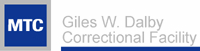 MTC
Giles W. Dalby
Correctional Facility